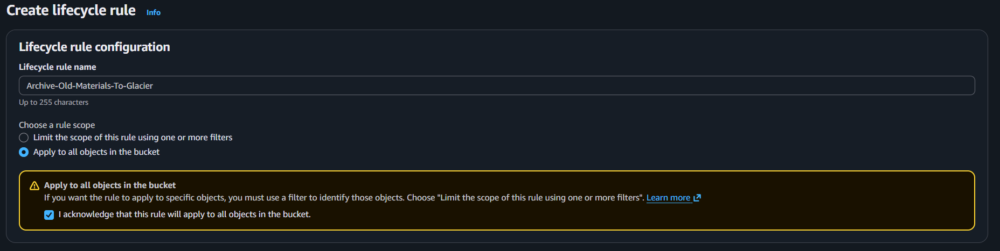 Create lifecycle rule Info
Lifecycle rule configuration
Lifecycle rule name
Archive-Old-Materials-To-Glacier
Up to 255 characters
Choose a rule scope
Limit the scope of this rule using one or more filters
Apply to all objects in the bucket
Apply to all objects in the bucket
If you want the rule to apply to specific objects, you must use a filter to identify those objects. Choose "Limit the scope of this rule using one or more filters". Learn more
I acknowledge that this rule will apply to all objects in the bucket.